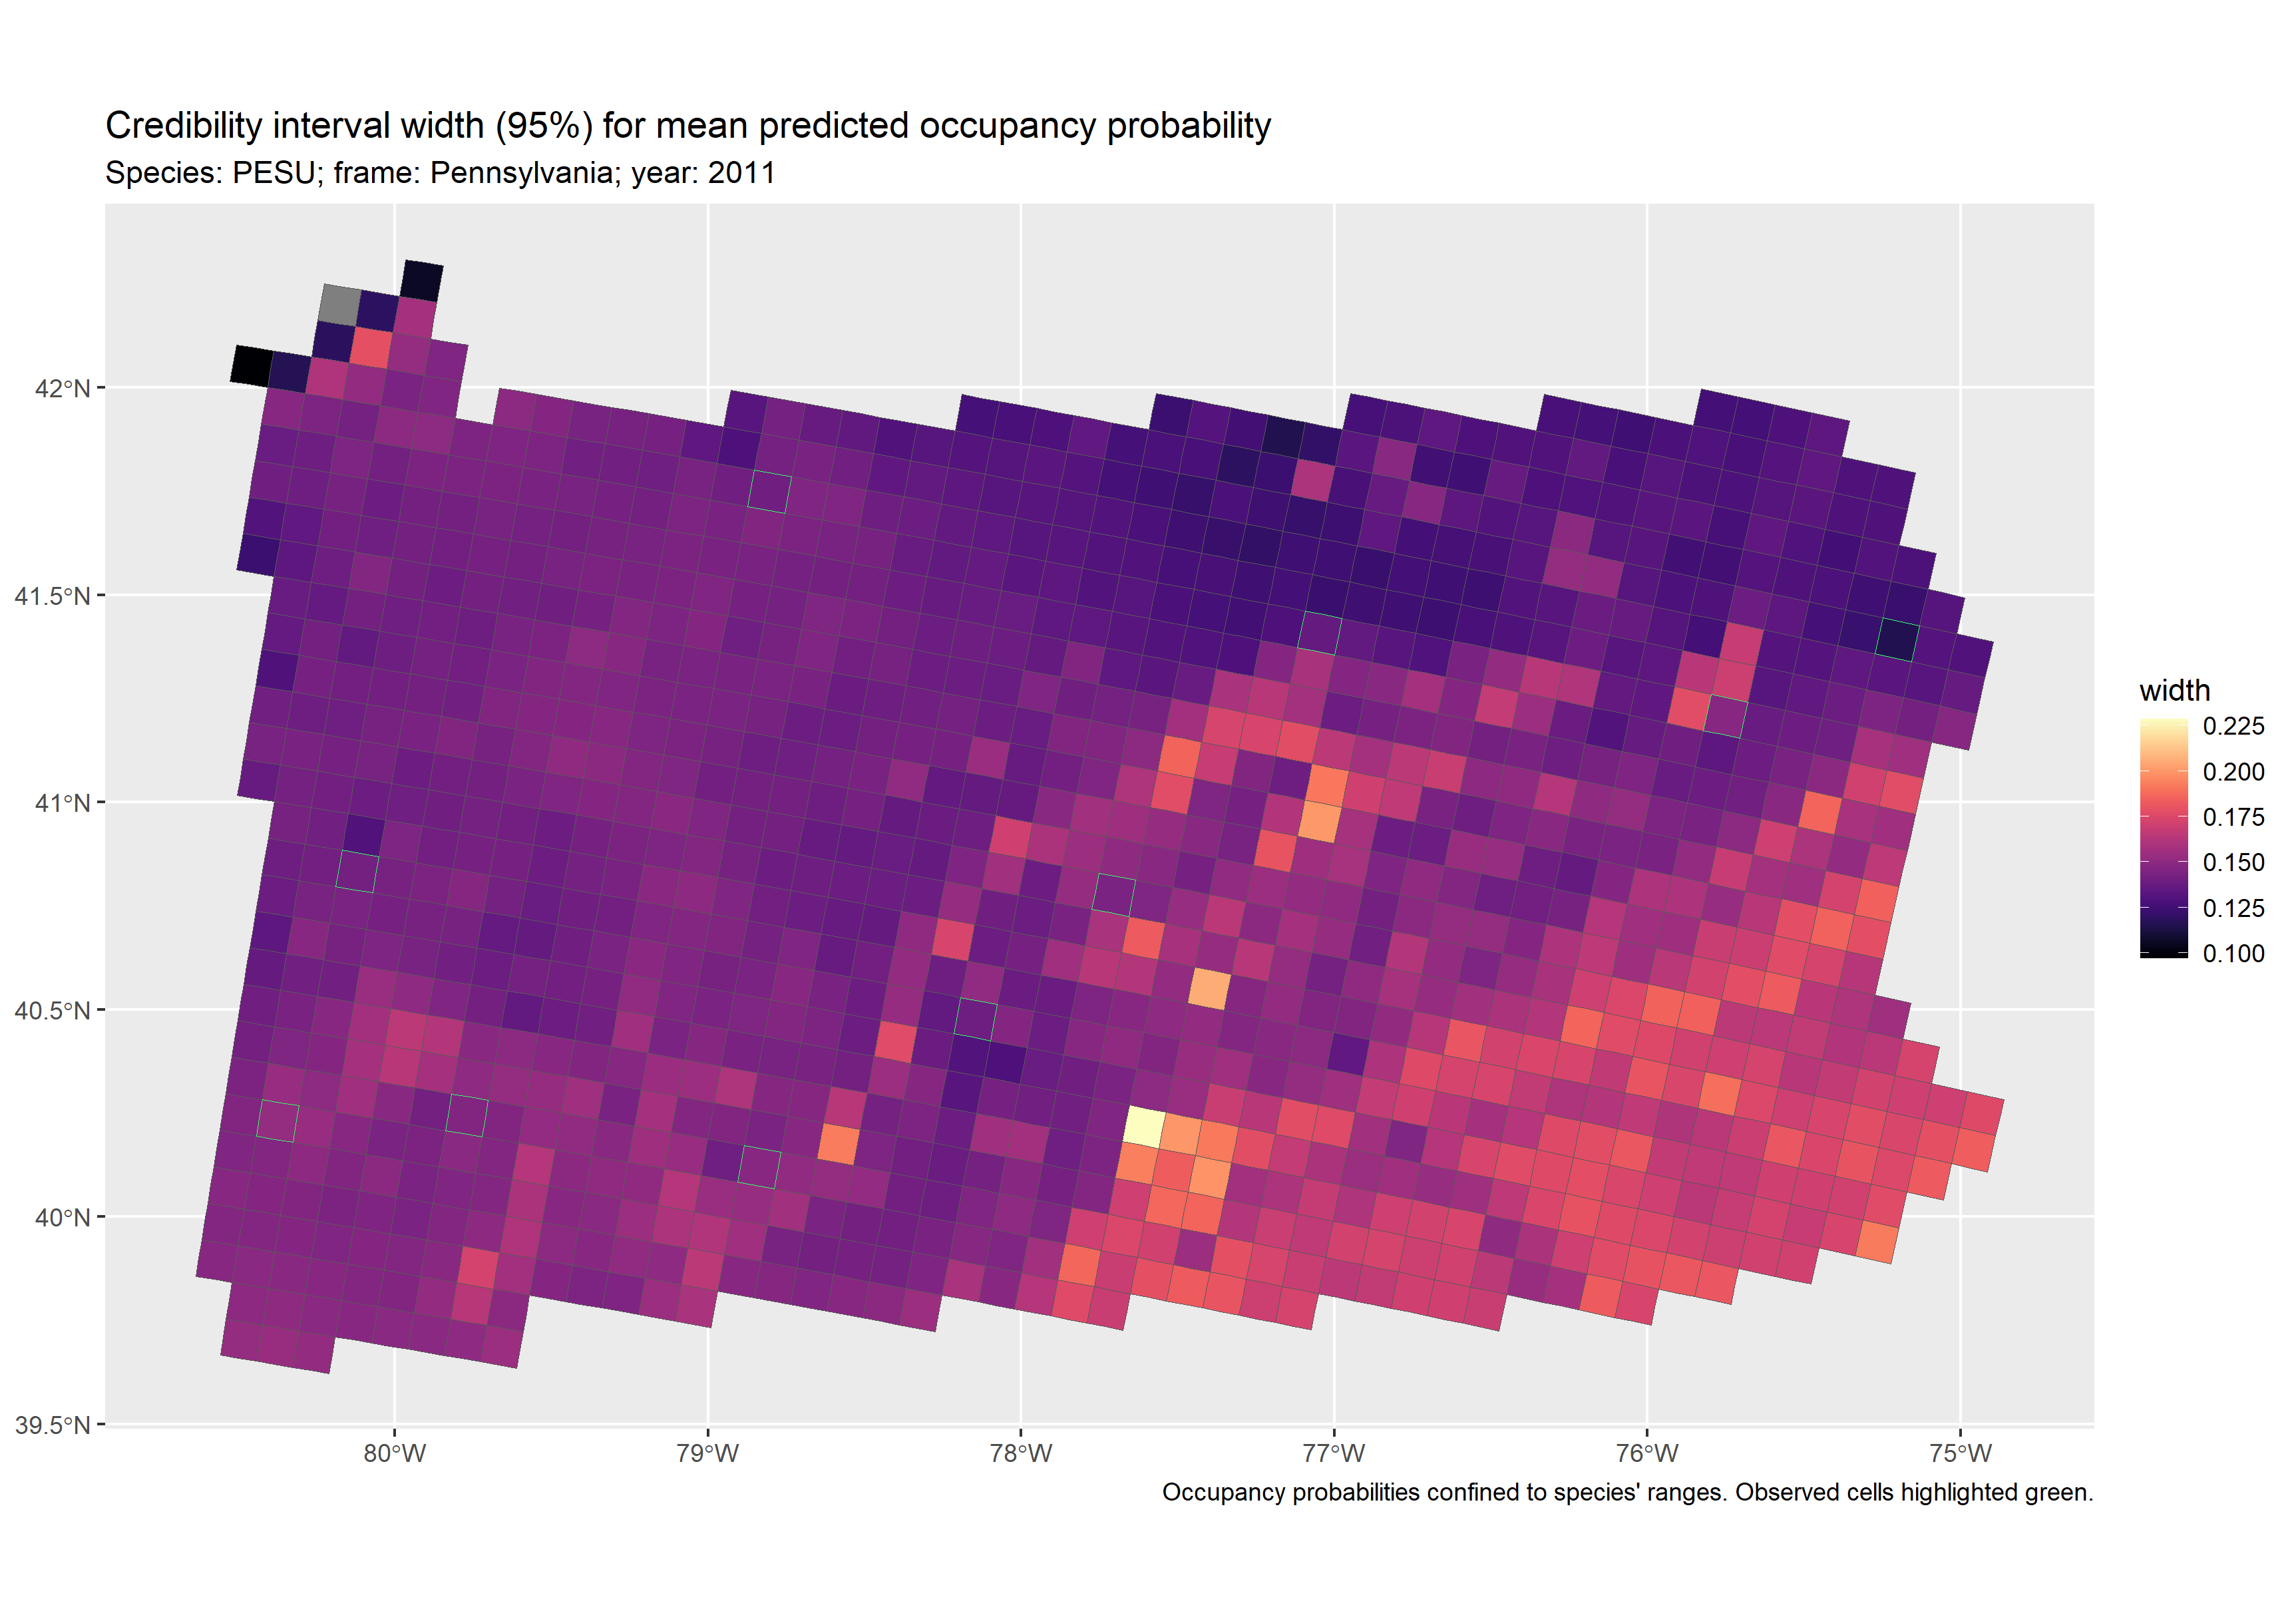 Credibility interval width (95%) for mean predicted occupancy probability
Species: PESU; frame: Pennsylvania; year: 2011
42°N
41.5°N
41°N
40.5°N
40°N
39.5°N
80°W
79°W
78°W
77°W
76°W
75°W
width
0.225
0.200
0.175
0.150
0.125
0.100
Occupancy probabilities confined to species' ranges. Observed cells highlighted green.